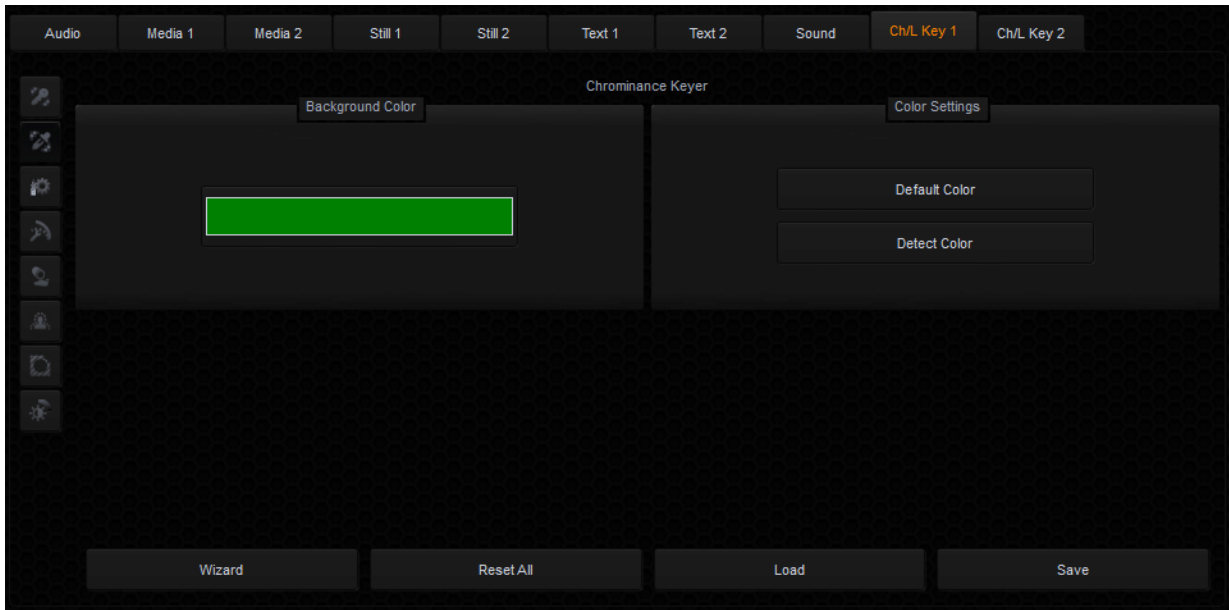 Audio Media 1 Media 2 Still 1 Still 2 Text 1 Text 2 Sound Ch/L Key 1 Ch/L Key 2
Chrominance Keyer
Background Color Color Settings
Default Color
Detect Color
Wizard Reset All Load Save